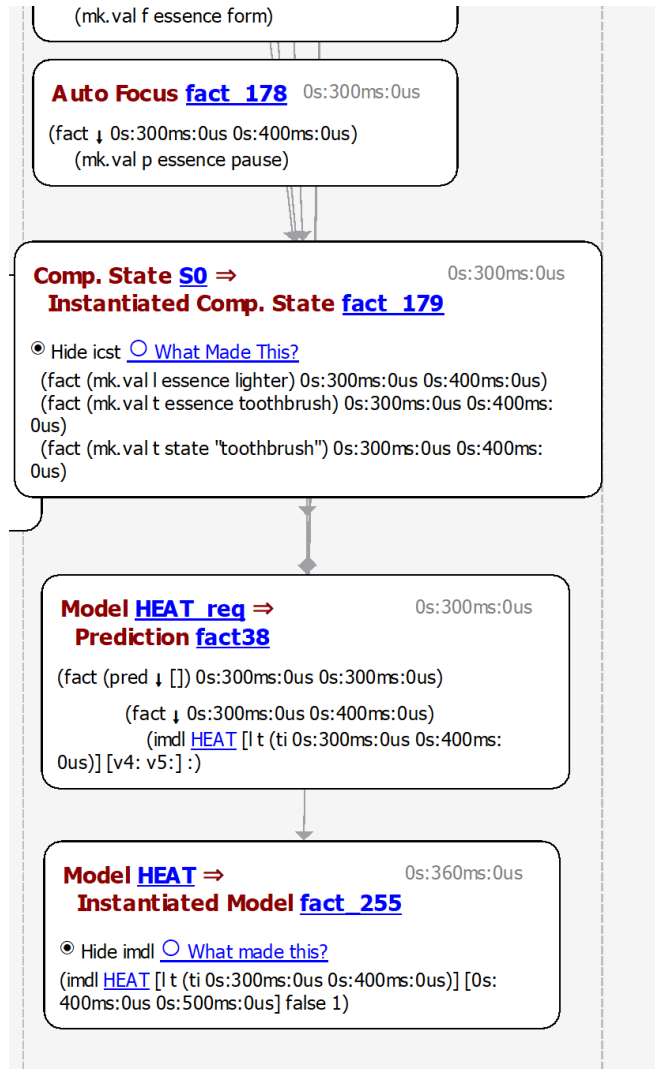 (mk.val f essence form)
Auto Focus fact_178 0s:300ms:0us
(fact ↓ 0s:300ms:0us 0s:400ms:0us)
(mk.val p essence pause)
Comp. State S0 ⇒ 0s:300ms:0us
Instantiated Comp. State fact_179
Hide icst What Made This?
(fact (mk.val l essence lighter) 0s:300ms:0us 0s:400ms:0us)
(fact (mk.val t essence toothbrush) 0s:300ms:0us 0s:400ms:
0us)
(fact (mk.val t state "toothbrush") 0s:300ms:0us 0s:400ms:
0us)
Model HEAT_req ⇒ 0s:300ms:0us
Prediction fact38
(fact (pred ↓ []) 0s:300ms:0us 0s:300ms:0us)
(fact ↓ 0s:300ms:0us 0s:400ms:0us)
(imdl HEAT [l t (ti 0s:300ms:0us 0s:400ms:
0us)] [v4: v5:] :)
Model HEAT ⇒ 0s:360ms:0us
Instantiated Model fact_255
Hide imdl What made this?
(imdl HEAT [l t (ti 0s:300ms:0us 0s:400ms:0us)] [0s:
400ms:0us 0s:500ms:0us] false 1)